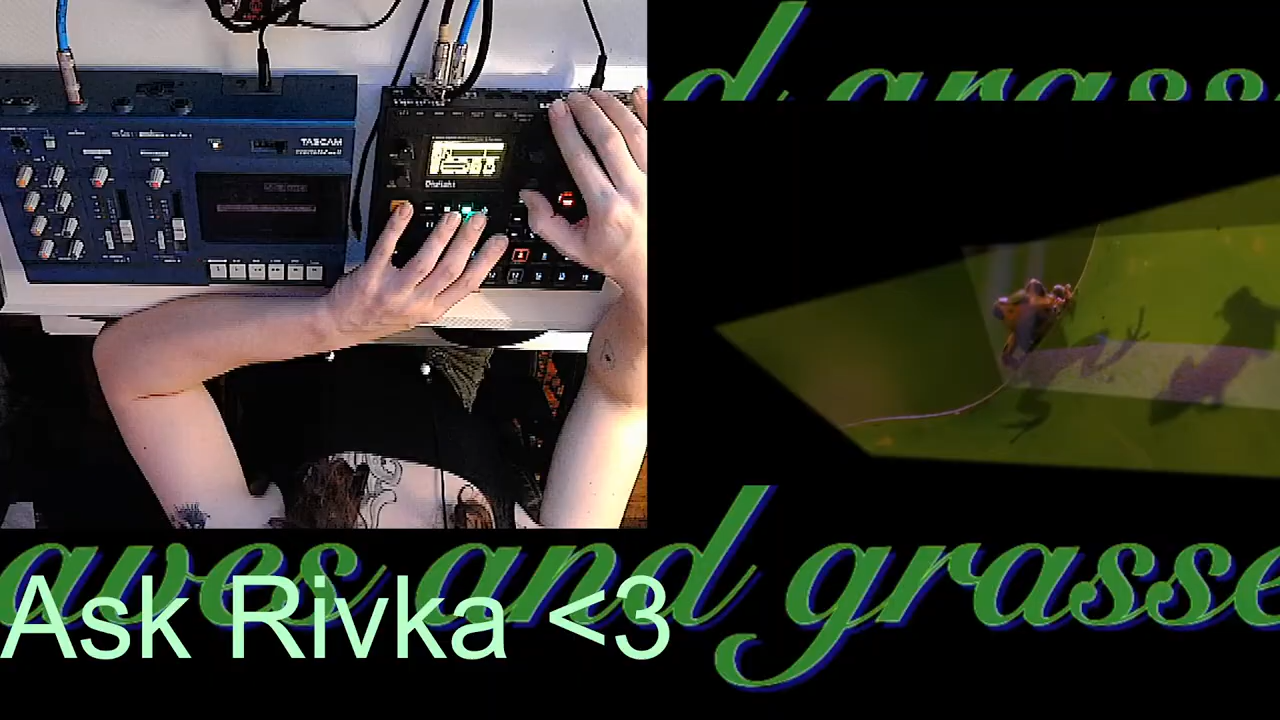 d grasse
TASCAM
aves and grasse
Ask Rivka <3